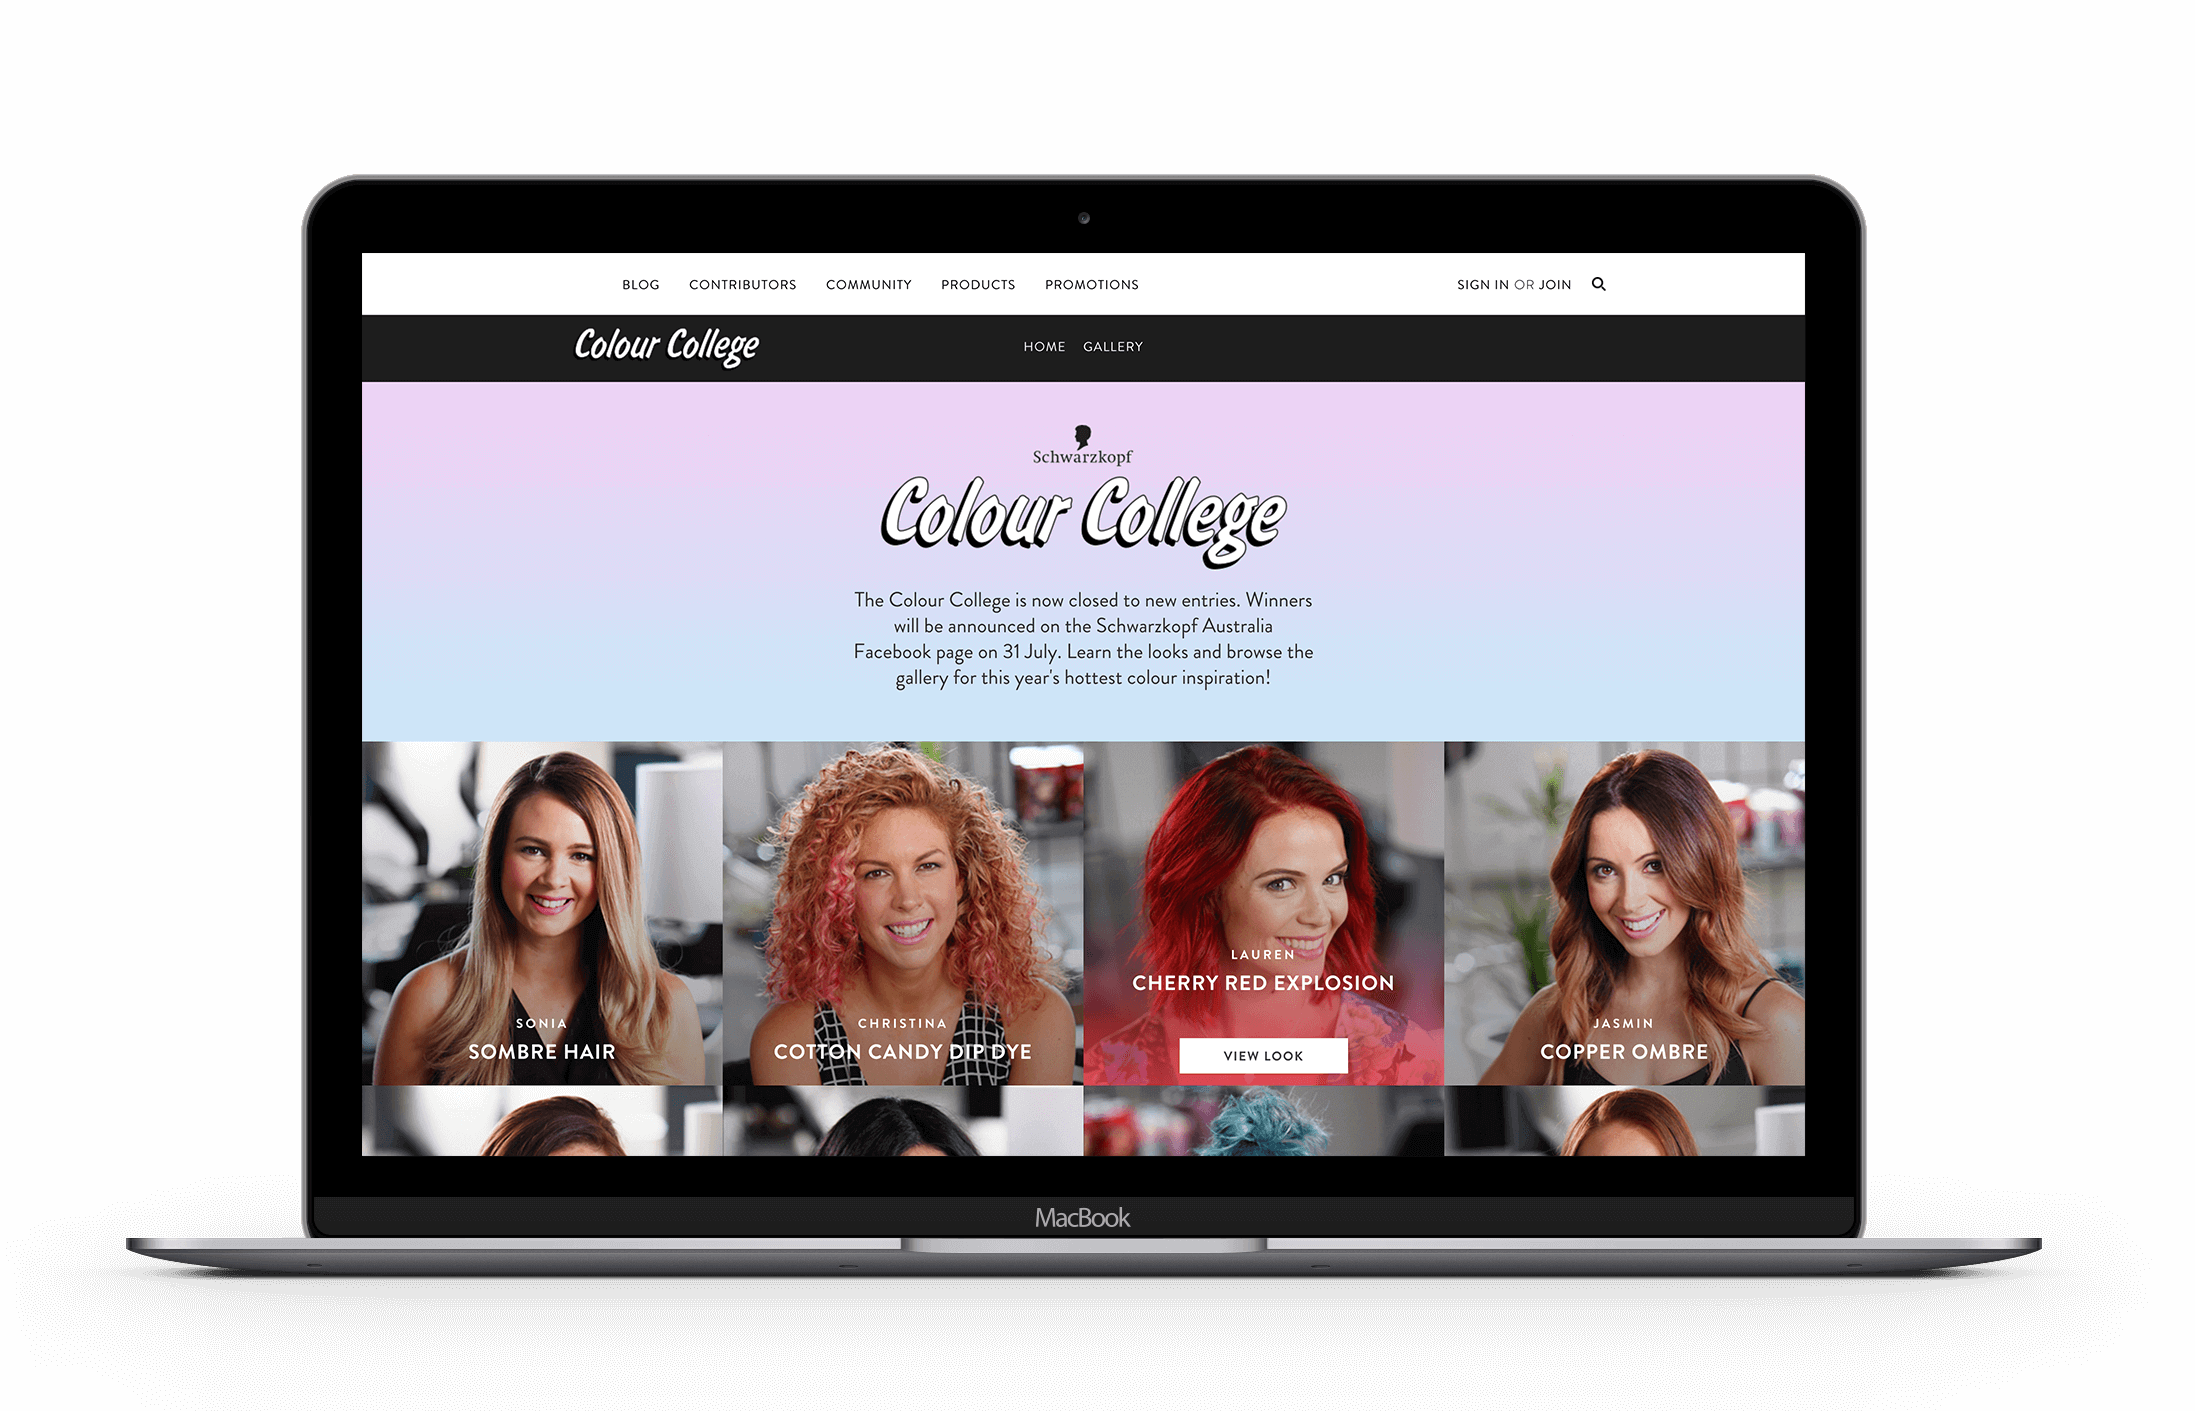 BLOG CONTRIBUTORS COMMUNITY PRODUCTS PROMOTIONS SIGN IN OR JOIN
Colour College HOME GALLERY
Schwarzkopf
Colour College
The Colour College is now closed to new entries. Winners
will be announced on the Schwarzkopf Australia
Facebook page on 31 July. Learn the looks and browse the
gallery for this year's hottest colour inspiration!
SONIA
SOMBRE HAIR
CHRISTINA
COTTON CANDY DIP DYE
LAUREN
CHERRY RED EXPLOSION
VIEW LOOK
JASMIN
COPPER OMBRE
MacBook